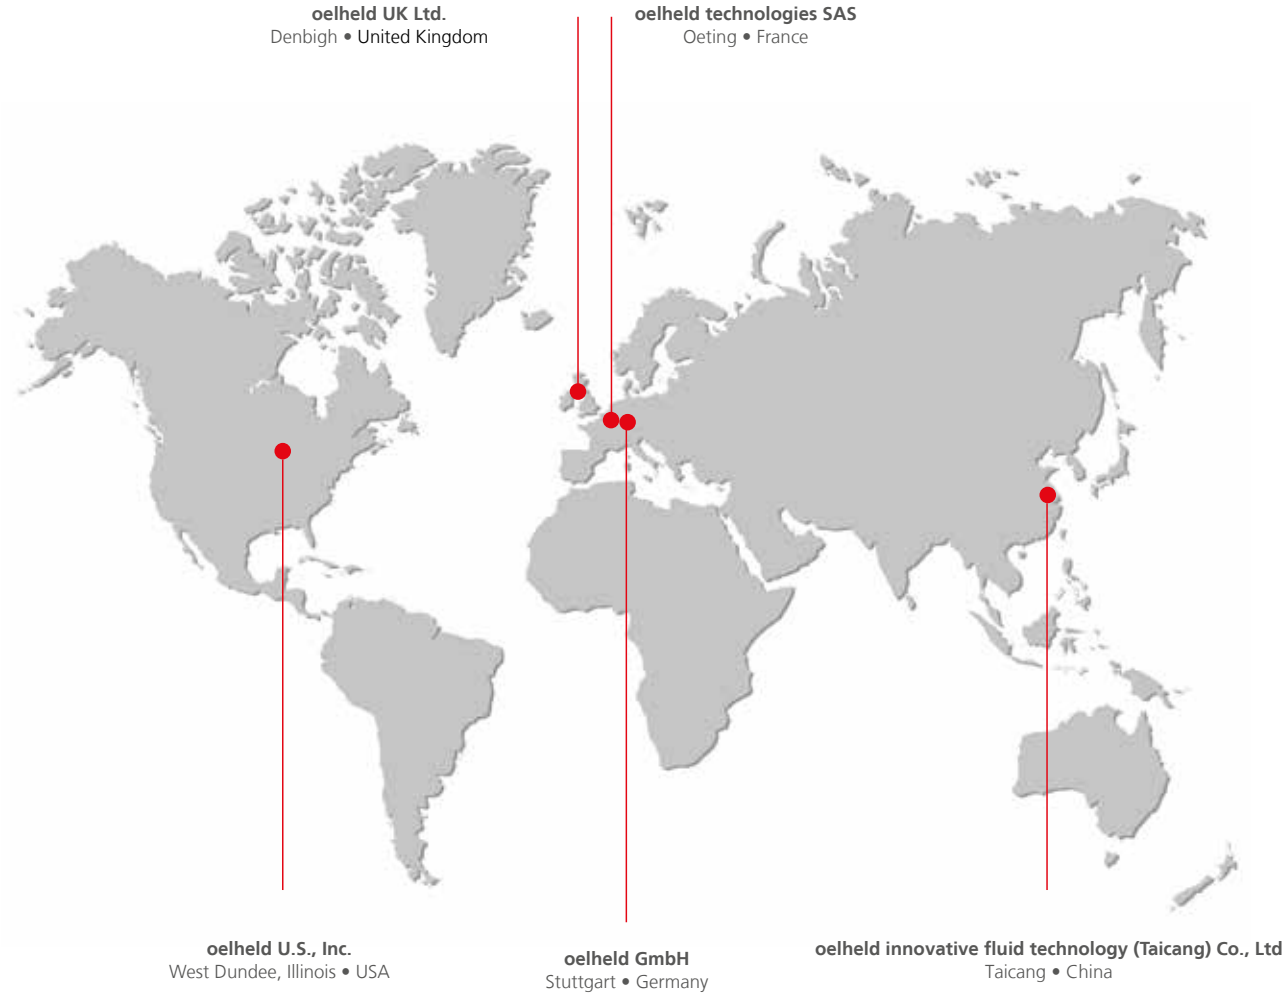 oelheld UK Ltd.
Denbigh • United Kingdom
oelheld technologies SAS
Oeting • France
oelheld U.S., Inc.
West Dundee, Illinois • USA
oelheld GmbH
Stuttgart • Germany
oelheld innovative fluid technology (Taicang) Co., Ltd
Taicang • China